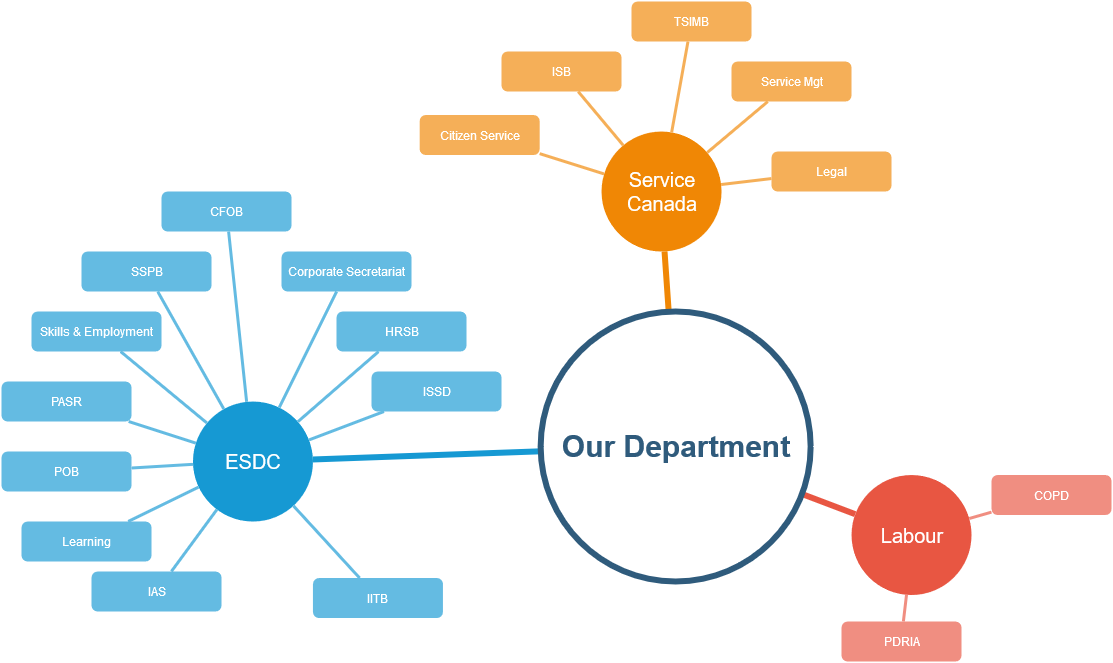 TSIMB
ISB
Service Mgt
Citizen Service
Legal
Service
Canada
CFOB
SSPB
Corporate Secretariat
Skills & Employment
HRSB
PASR
ISSD
POB
ESDC
Our Department
Learning
IAS
IITB
Labour
COPD
PDRIA